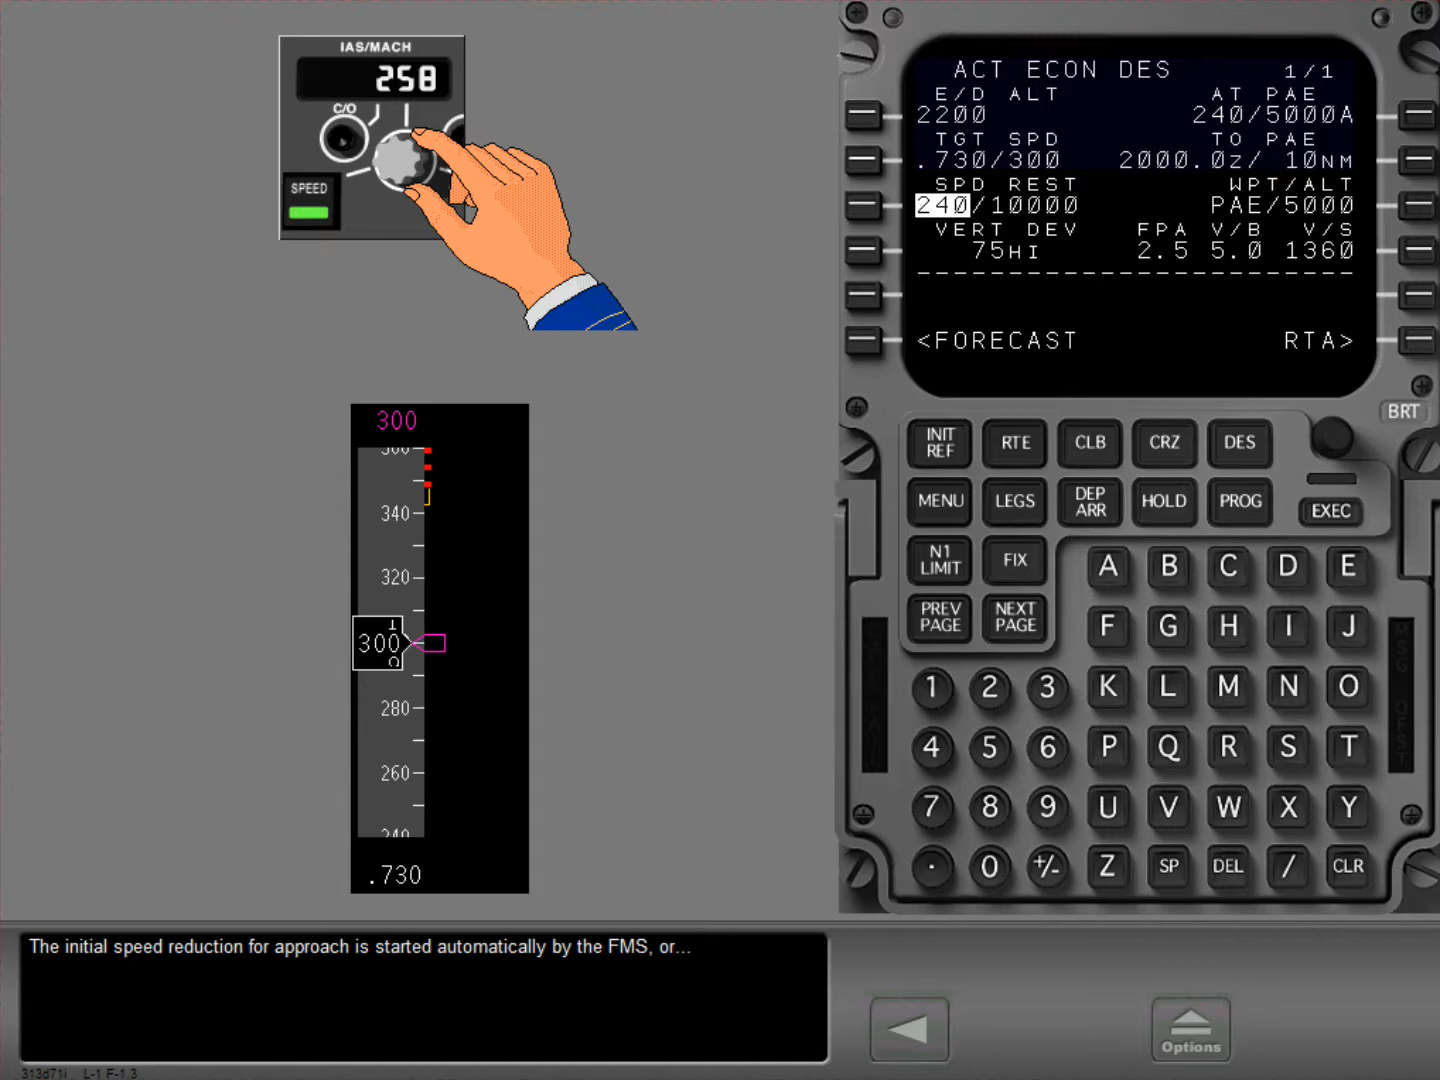 IAS/MACH
258
C/O
SPEED
300
340
320
300
280
260
240
.730
ACT ECON DES 1/1
E/D ALT AT PAE
2200 240/5000A
TGT SPD TO PAE
.730/300 2000.0Z/ 10NM
SPD REST WPT/ALT
240/10000 PAE/5000
VERT DEV FPA V/B V/S
75HI 2.5 5.0 1360
--------------------------------
<FORECAST RTA>
BRT
INIT REF RTE CLB CRZ DES
MENU LEGS DEP ARR HOLD PROG EXEC
N1 LIMIT FIX
PREV PAGE NEXT PAGE
A B C D E
F G H I J
1 2 3 K L M N O
4 5 6 P Q R S T
7 8 9 U V W X Y
. 0 +/- Z SP DEL / CLR
The initial speed reduction for approach is started automatically by the FMS, or...
Options
313d71i L-1 F-1.3